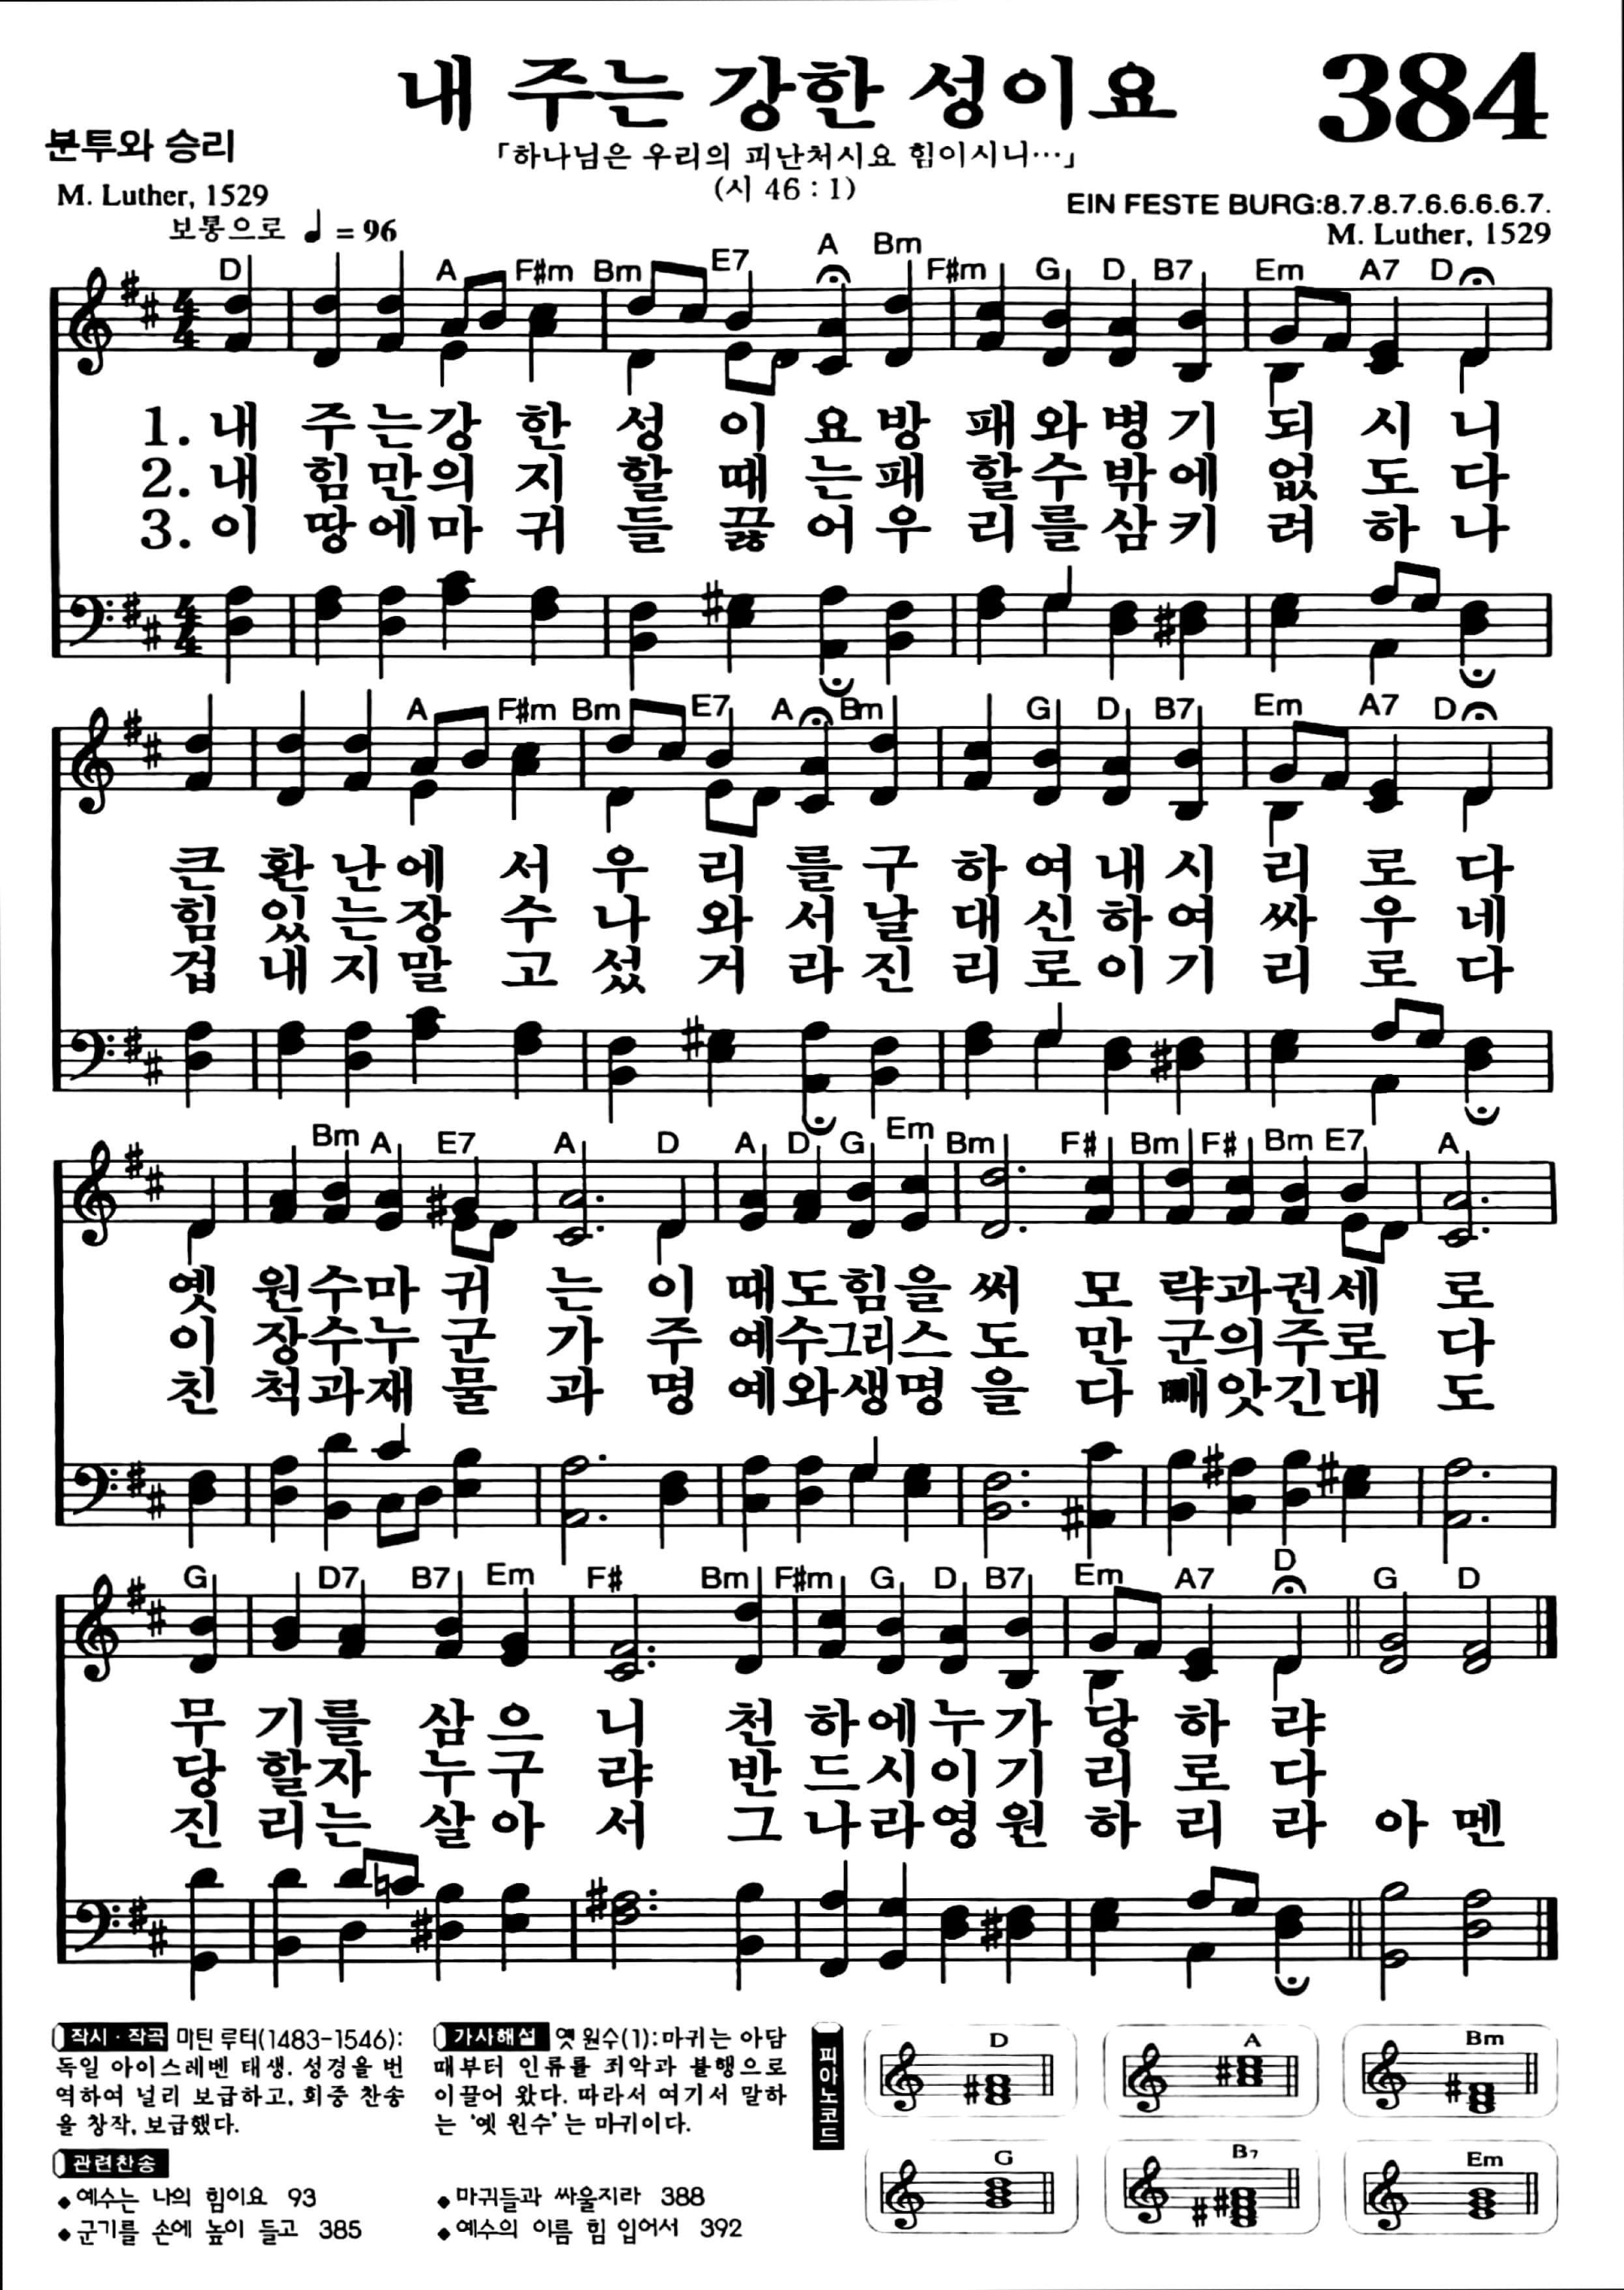 내 주는 강한 성이요 384
분투와 승리
「하나님은 우리의 피난처시요 힘이시니…」
(시 46 : 1)
M. Luther, 1529
EIN FESTE BURG:8.7.8.7.6.6.6.6.7.
보통으로 ♩ = 96
M. Luther, 1529
D A F#m Bm E7 A Bm F#m G D B7 Em A7 D
1. 내 주는강 한 성 이 요방 패와병기 되 시 니
2. 내 힘만의 지 할 때 는패 할수밖에 없 도 다
3. 이 땅에마 귀 들 끓 어우 리를삼키 려 하 나
A F#m Bm E7 A Bm G D B7 Em A7 D
큰 환난에 서 우 리 를구 하여내시 리 로 다
힘 있는장 수 나 와 서날 대신하여 싸 우 네
겁 내지말 고 섰 거 라진 리로이기 리 로 다
Bm A E7 A D A D G Em Bm F# Bm F# Bm E7 A
옛 원수마 귀 는 이 때도힘을 써 모 략과권세 로
이 장수누 군 가 주 예수그리스 도 만 군의주로 다
친 척과재 물 과 명 예와생명 을 다 빼앗긴대 도
G D7 B7 Em F# Bm F#m G D B7 Em A7 D G D
무 기를 삼으 니 천 하에누가 당 하 랴
당 할자 누구 랴 반 드시이기 리 로 다
진 리는 살아 서 그 나라영원 하 리 라 아 멘
작시·작곡 마틴 루터(1483-1546):
독일 아이스레벤 태생. 성경을 번
역하여 널리 보급하고, 회중 찬송
을 창작, 보급했다.
가사해설 옛 원수(1):마귀는 아담
때부터 인류를 죄악과 불행으로
이끌어 왔다. 따라서 여기서 말하
는 '옛 원수'는 마귀이다.
관련찬송
◆예수는 나의 힘이요 93
◆군기를 손에 높이 들고 385
◆마귀들과 싸울지라 388
◆예수의 이름 힘 입어서 392
피아노코드
D A Bm
G B7 Em